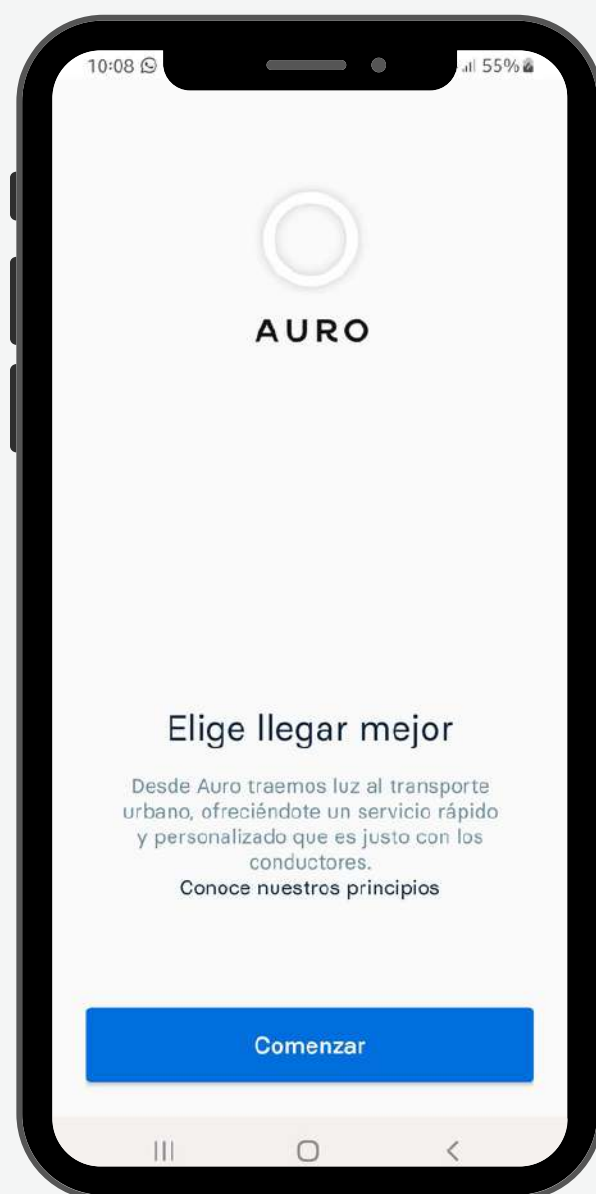 10:08
55%
AURO
Elige llegar mejor
Desde Auro traemos luz al transporte
urbano, ofreciéndote un servicio rápido
y personalizado que es justo con los
conductores.
Conoce nuestros principios
Comenzar